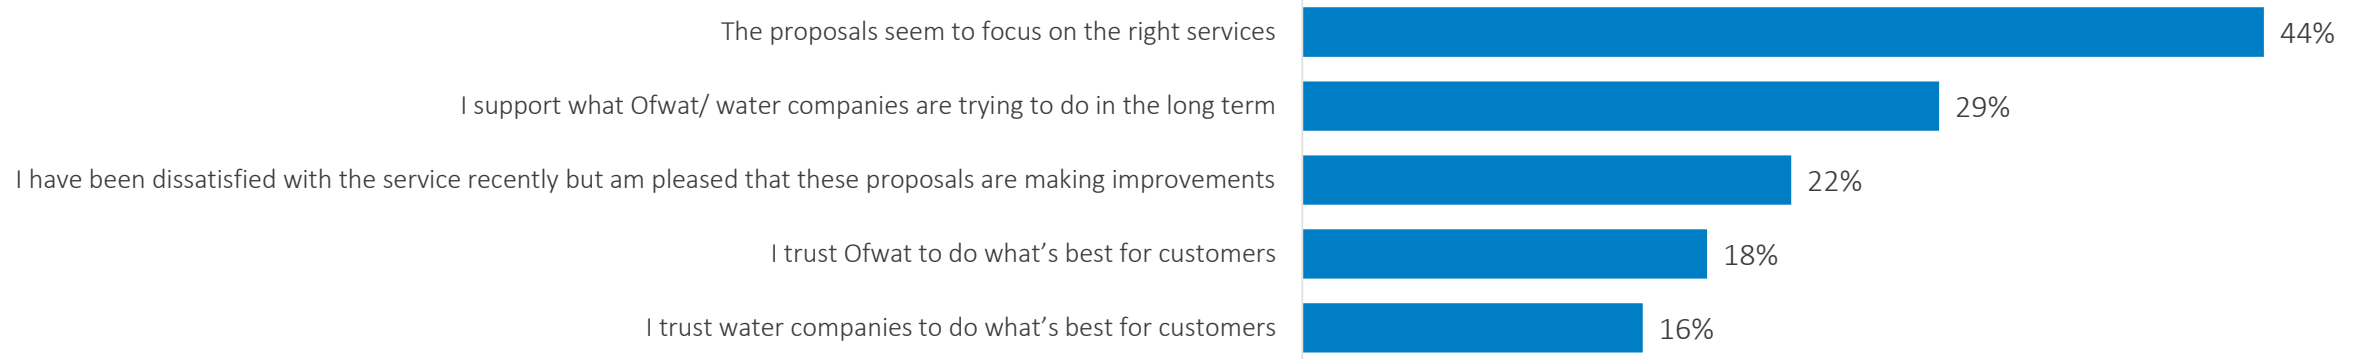 The proposals seem to focus on the right services 44%
I support what Ofwat/ water companies are trying to do in the long term 29%
I have been dissatisfied with the service recently but am pleased that these proposals are making improvements 22%
I trust Ofwat to do what’s best for customers 18%
I trust water companies to do what’s best for customers 16%